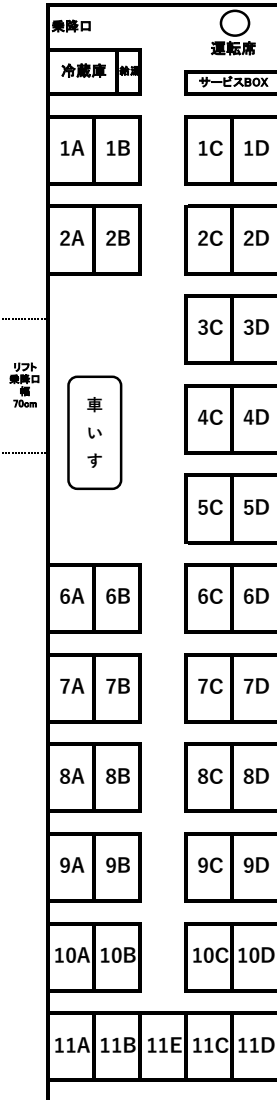 乗降口
運転席
冷蔵庫 給湯
サービスBOX
1A 1B 1C 1D
2A 2B 2C 2D
3C 3D
リフト
乗降口
幅
70cm
車
い
す
4C 4D
5C 5D
6A 6B 6C 6D
7A 7B 7C 7D
8A 8B 8C 8D
9A 9B 9C 9D
10A 10B 10C 10D
11A 11B 11E 11C 11D